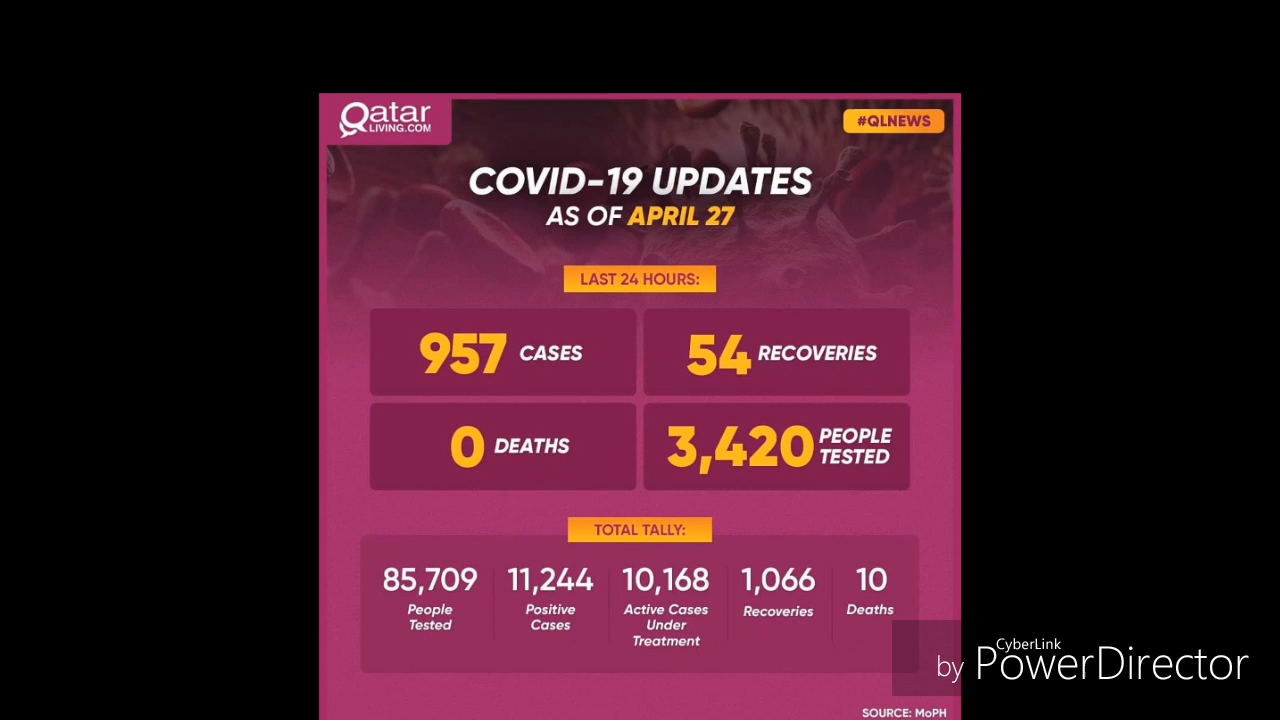 Qatar
LIVING.COM
#QLNEWS
COVID-19 UPDATES
AS OF APRIL 27
LAST 24 HOURS:
957 CASES
54 RECOVERIES
0 DEATHS
3,420 PEOPLE
TESTED
TOTAL TALLY:
85,709
People
Tested
11,244
Positive
Cases
10,168
Active Cases
Under
Treatment
1,066
Recoveries
10
Deaths
CyberLink
by PowerDirector
SOURCE: MoPH